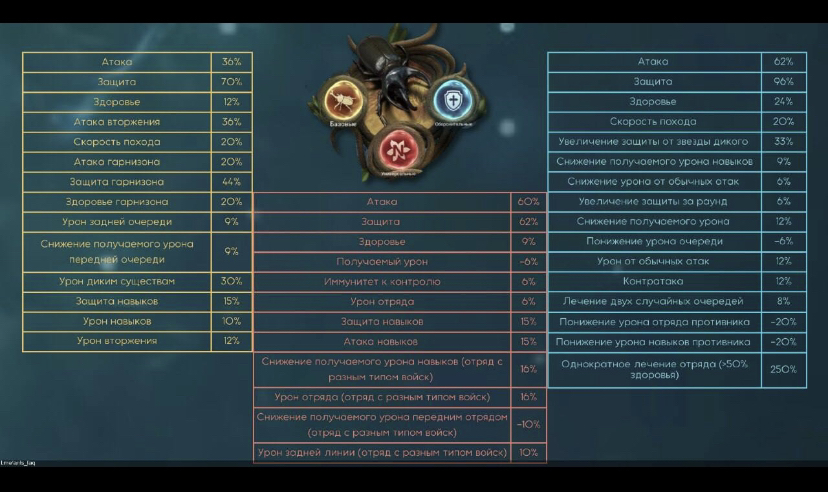 Атака 36%
Защита 70%
Здоровье 12%
Атака вторжения 36%
Скорость похода 20%
Атака гарнизона 20%
Защита гарнизона 44%
Здоровье гарнизона 20%
Урон задней очереди 9%
Снижение получаемого урона
передней очереди 9%
Урон диким существам 30%
Защита навыков 15%
Урон навыков 10%
Урон вторжения 12%
Базовые
Оборонительные
N
Универсальные
Атака 60%
Защита 62%
Здоровье 9%
Получаемый урон -6%
Иммунитет к контролю 6%
Урон отряда 6%
Защита навыков 15%
Атака навыков 15%
Снижение получаемого урона навыков (отряд с
разным типом войск) 16%
Урон отряда (отряд с разным типом войск) 16%
Снижение получаемого урона передним отрядом
(отряд с разным типом войск) -10%
Урон задней линии (отряд с разным типом войск) 10%
Атака 62%
Защита 96%
Здоровье 24%
Скорость похода 20%
Увеличение защиты от звезды дикого 33%
Снижение получаемого урона навыков 9%
Снижение урона от обычных атак 6%
Увеличение защиты за раунд 6%
Снижение получаемого урона 12%
Понижение урона очереди -6%
Урон от обычных атак 12%
Контратака 12%
Лечение двух случайных очередей 8%
Понижение урона отряда противника -20%
Понижение урона навыков противника -20%
Однократное лечение отряда (>50%
здоровья) 250%